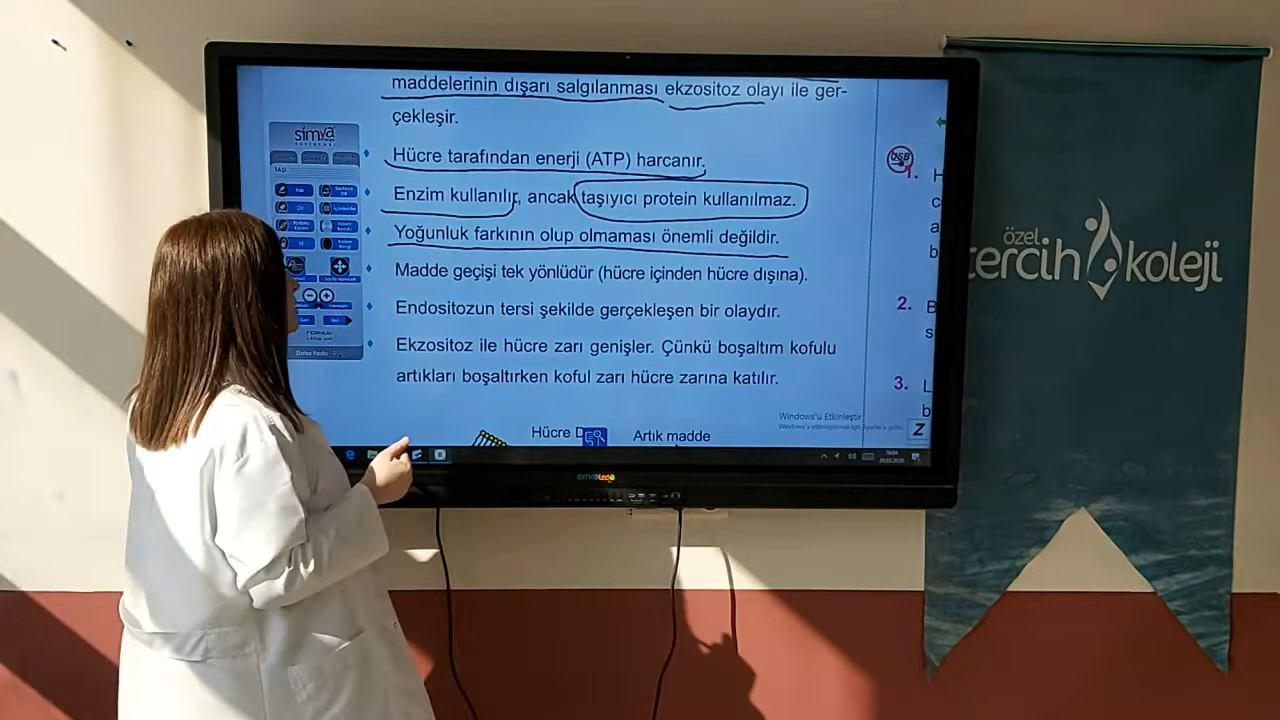 maddelerinin dışarı salgılanması ekzositoz olayı ile ger-
çekleşir.
Hücre tarafından enerji (ATP) harcanır.
Enzim kullanılır, ancak taşıyıcı protein kullanılmaz.
Yoğunluk farkının olup olmaması önemli değildir.
Madde geçişi tek yönlüdür (hücre içinden hücre dışına).
Endositozun tersi şekilde gerçekleşen bir olaydır.
Ekzositoz ile hücre zarı genişler. Çünkü boşaltım kofulu
artıkları boşaltırken koful zarı hücre zarına katılır.
Hücre D
Artık madde
Windows'u Etkinleştir
simya
TAŞI
USB
1.
H
c
a
b
2.
B
s
3.
L
b
Z
özel
tercih koleji